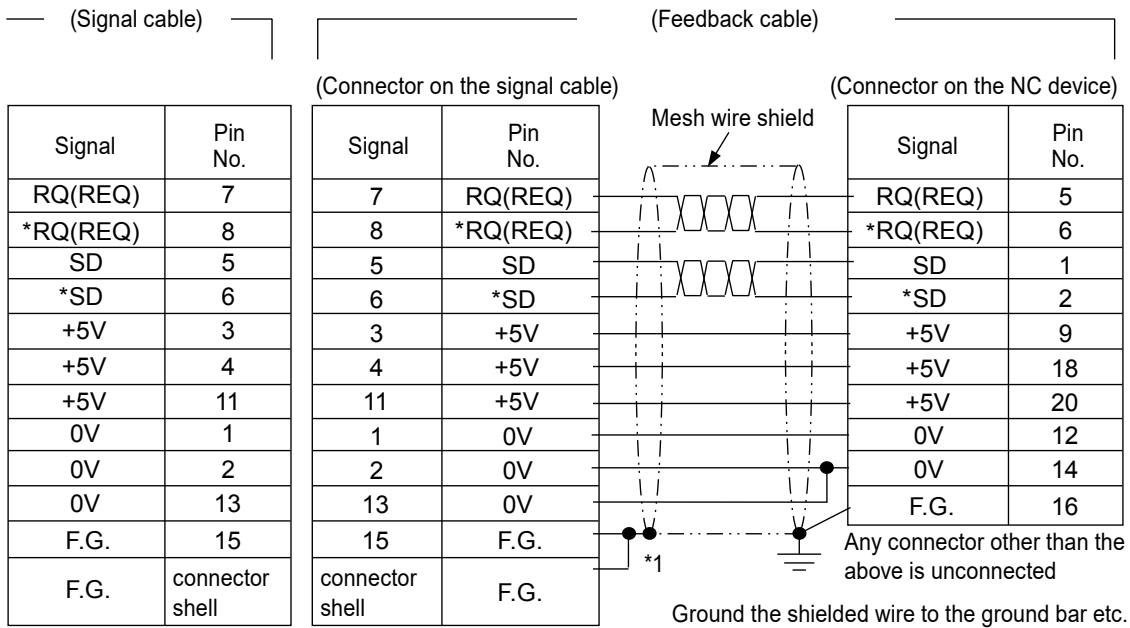 (Signal cable) (Feedback cable)
(Connector on the signal cable) (Connector on the NC device)
Mesh wire shield
Signal Pin No. Signal Pin No. Signal Pin No.
RQ(REQ) 7 7 RQ(REQ) RQ(REQ) 5
*RQ(REQ) 8 8 *RQ(REQ) *RQ(REQ) 6
SD 5 5 SD SD 1
*SD 6 6 *SD *SD 2
+5V 3 3 +5V +5V 9
+5V 4 4 +5V +5V 18
+5V 11 11 +5V +5V 20
0V 1 1 0V 0V 12
0V 2 2 0V 0V 14
0V 13 13 0V F.G. 16
F.G. 15 15 F.G.
*1
Any connector other than the
above is unconnected
F.G. connector shell connector shell F.G.
Ground the shielded wire to the ground bar etc.